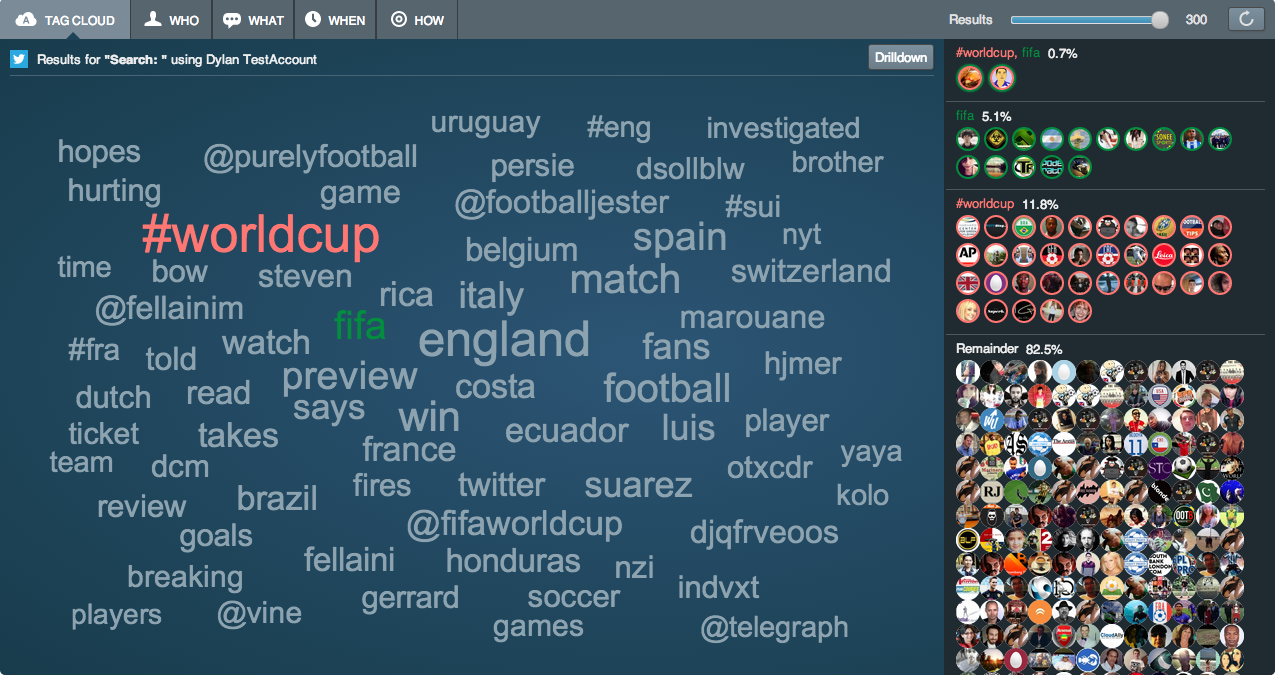 TAG CLOUD WHO WHAT WHEN HOW Results 300
Results for "Search: " using Dylan TestAccount Drilldown
uruguay #eng investigated
hopes @purelyfootball persie dsollblw brother
hurting game @footballjester #sui
#worldcup belgium spain nyt
time bow steven match switzerland
@fellainim rica italy marouane
#fra told watch fifa england fans hjmer
dutch read preview costa football
ticket takes says win ecuador luis player
team dcm france otxcdr yaya
review brazil fires twitter suarez kolo
goals @fifaworldcup djqfrveoos
breaking fellaini honduras nzi indvxt
players @vine gerrard soccer
games @telegraph
#worldcup, fifa 0.7%
fifa 5.1%
#worldcup 11.8%
AP
Leica
Remainder 82.5%
RJ
CloudAlly